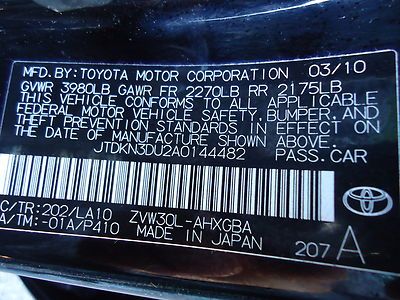 MFD.BY:TOYOTA MOTOR CORPORATION 03/10
GVWR 3980LB GAWR FR 2270LB RR 2175LB
THIS VEHICLE CONFORMS TO ALL APPLICABLE
FEDERAL MOTOR VEHICLE SAFETY, BUMPER, AND
THEFT PREVENTION STANDARDS IN EFFECT ON
THE DATE OF MANUFACTURE SHOWN ABOVE.
JTDKN3DU2A0144482 PASS.CAR
C/TR:202/LA10 ZVW30L-AHXGBA
A/TM:-01A/P410 MADE IN JAPAN
207A
TOYOTA